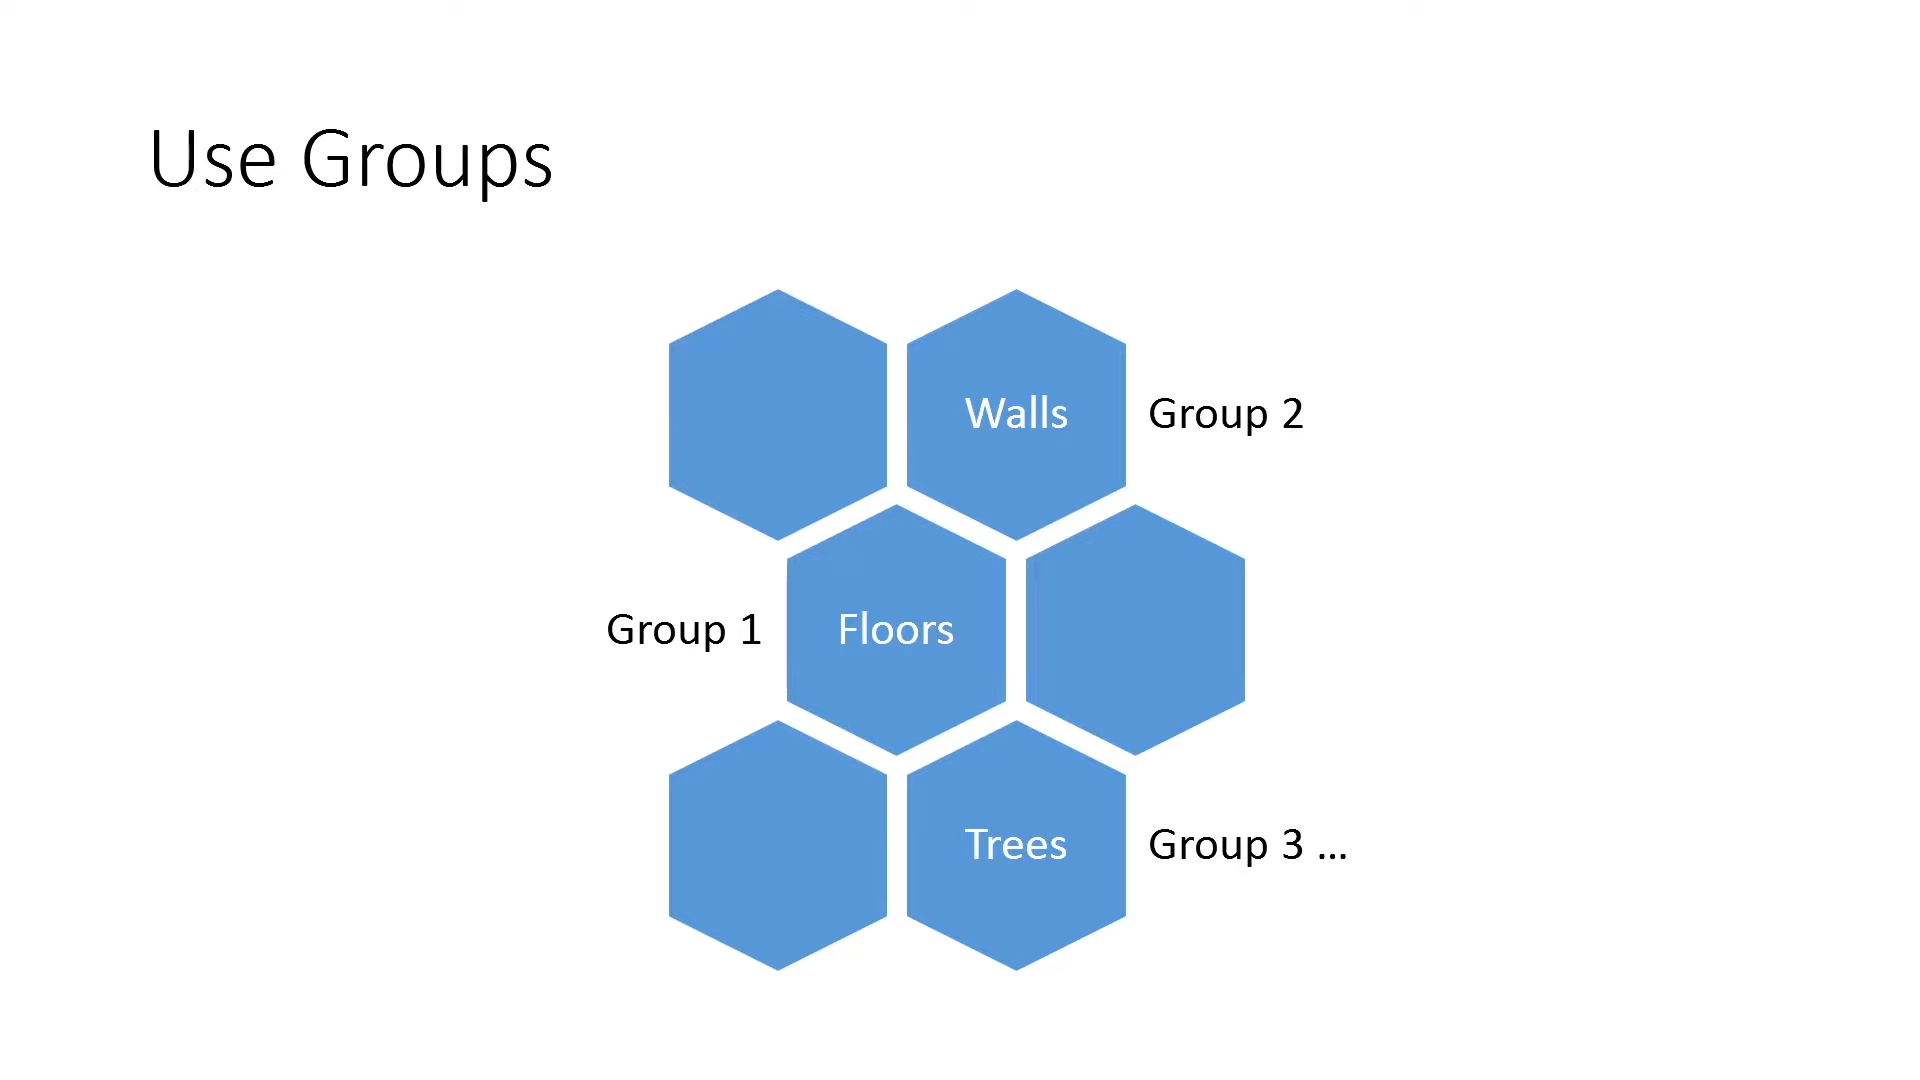 Use Groups
Walls
Group 2
Group 1
Floors
Trees
Group 3 ...